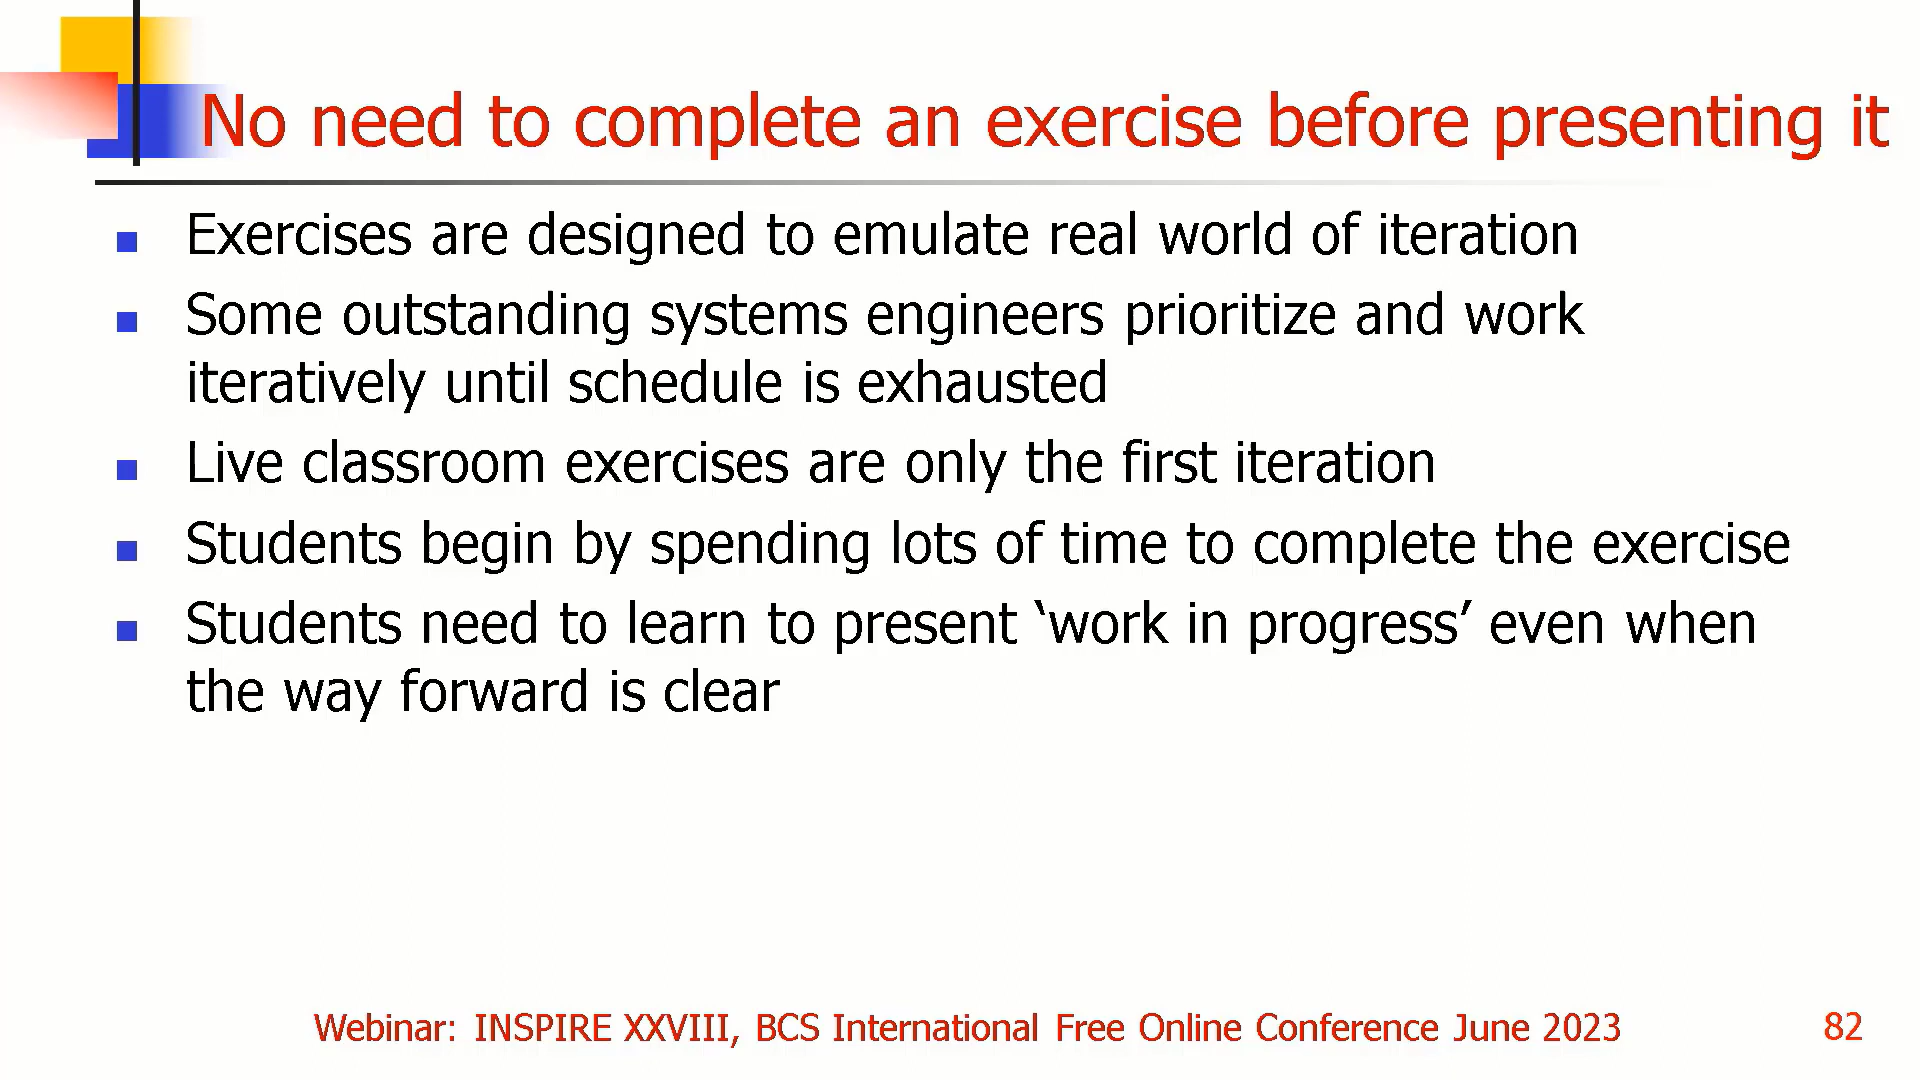 No need to complete an exercise before presenting it
Exercises are designed to emulate real world of iteration
Some outstanding systems engineers prioritize and work
iteratively until schedule is exhausted
Live classroom exercises are only the first iteration
Students begin by spending lots of time to complete the exercise
Students need to learn to present ‘work in progress’ even when
the way forward is clear
Webinar: INSPIRE XXVIII, BCS International Free Online Conference June 2023
82